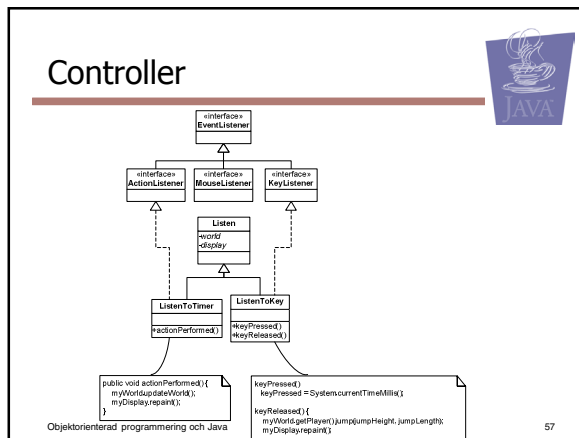 Controller
JAVA
«interface»
EventListener
«interface»
ActionListener
«interface»
MouseListener
«interface»
KeyListener
Listen
-world
-display
ListenToTimer
+actionPerformed()
ListenToKey
+keyPressed()
+keyReleased()
public void actionPerformed() {
myWorld.updateWorld();
myDisplay.repaint();
}
keyPressed()
keyPressed = System.currentTimeMillis();
keyReleased() {
myWorld.getPlayer().jump(jumpHeight, jumpLength);
myDisplay.repaint();
Objektorienterad programmering och Java
57